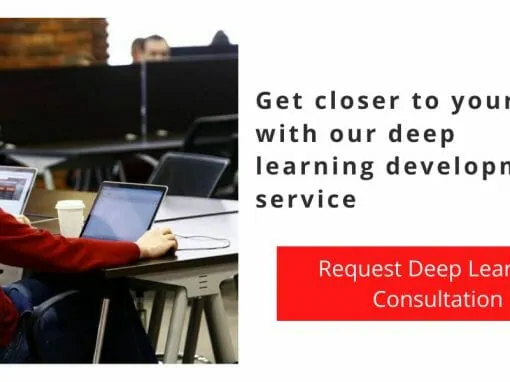 Get closer to your
with our deep
learning developm
service
Request Deep Lear
Consultation